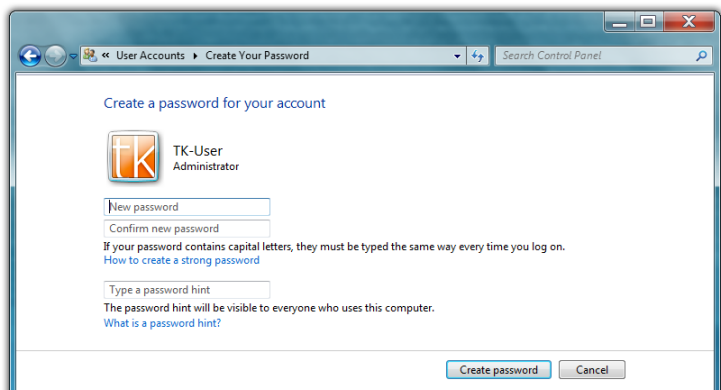 « User Accounts ▸ Create Your Password
Search Control Panel
Create a password for your account
tk
TK-User
Administrator
New password
Confirm new password
If your password contains capital letters, they must be typed the same way every time you log on.
How to create a strong password
Type a password hint
The password hint will be visible to everyone who uses this computer.
What is a password hint?
Create password
Cancel